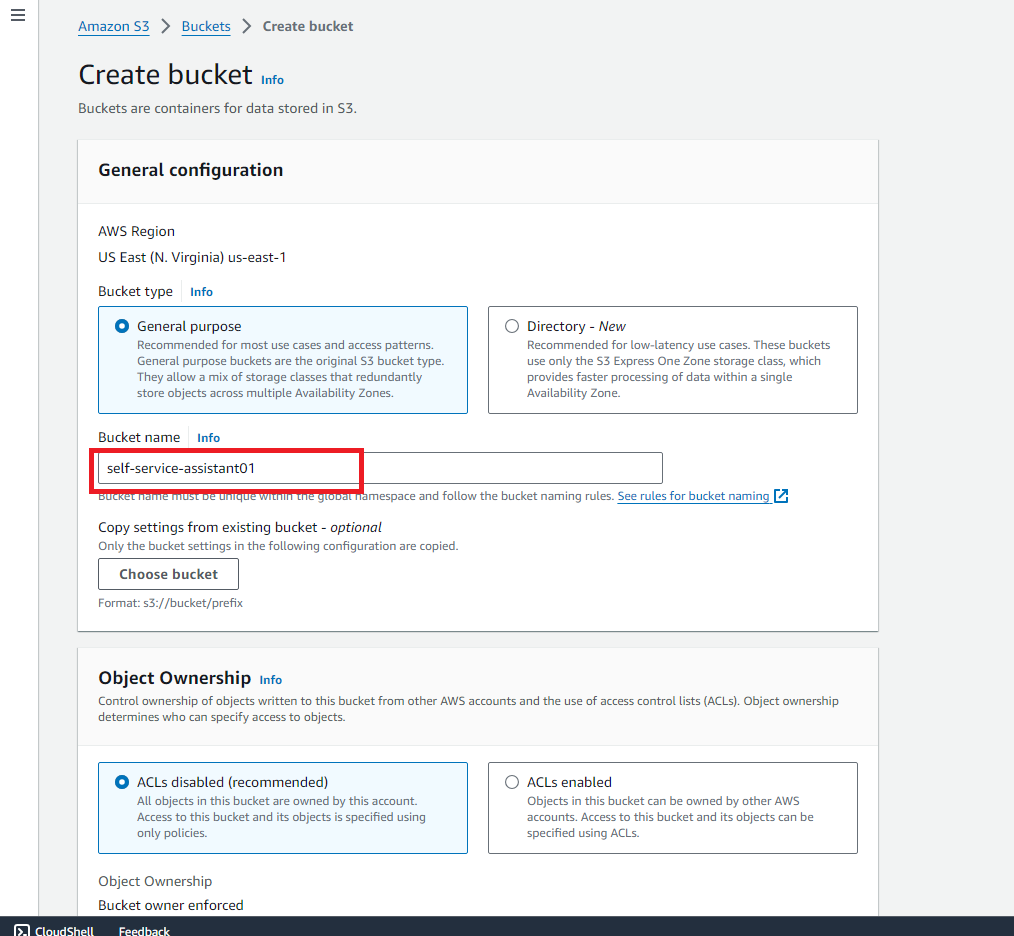 Amazon S3 > Buckets > Create bucket
Create bucket Info
Buckets are containers for data stored in S3.
General configuration
AWS Region
US East (N. Virginia) us-east-1
Bucket type Info
General purpose
Recommended for most use cases and access patterns.
General purpose buckets are the original S3 bucket type.
They allow a mix of storage classes that redundantly
store objects across multiple Availability Zones.
Directory - New
Recommended for low-latency use cases. These buckets
use only the S3 Express One Zone storage class, which
provides faster processing of data within a single
Availability Zone.
Bucket name Info
self-service-assistant01
Bucket name must be unique within the global namespace and follow the bucket naming rules. See rules for bucket naming
Copy settings from existing bucket - optional
Only the bucket settings in the following configuration are copied.
Choose bucket
Format: s3://bucket/prefix
Object Ownership Info
Control ownership of objects written to this bucket from other AWS accounts and the use of access control lists (ACLs). Object ownership
determines who can specify access to objects.
ACLs disabled (recommended)
All objects in this bucket are owned by this account.
Access to this bucket and its objects is specified using
only policies.
ACLs enabled
Objects in this bucket can be owned by other AWS
accounts. Access to this bucket and its objects can be
specified using ACLs.
Object Ownership
Bucket owner enforced
CloudShell Feedback